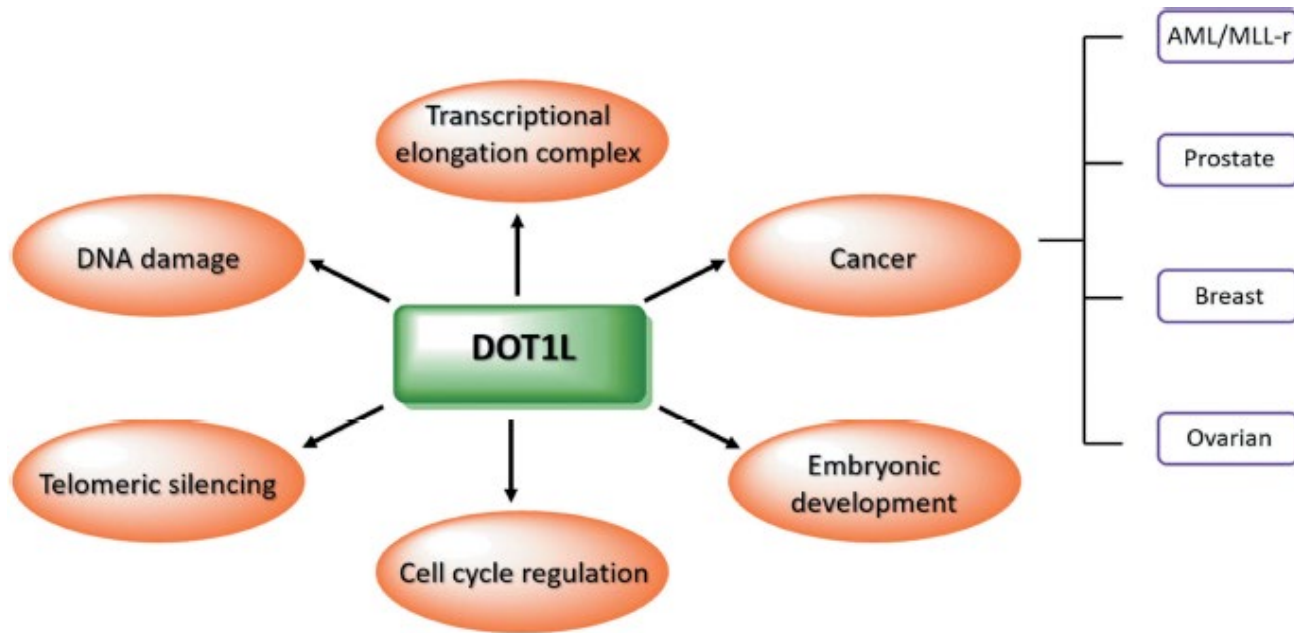 AML/MLL-r
Transcriptional
elongation complex
Prostate
DNA damage
Cancer
Breast
DOT1L
Ovarian
Telomeric silencing
Embryonic
development
Cell cycle regulation